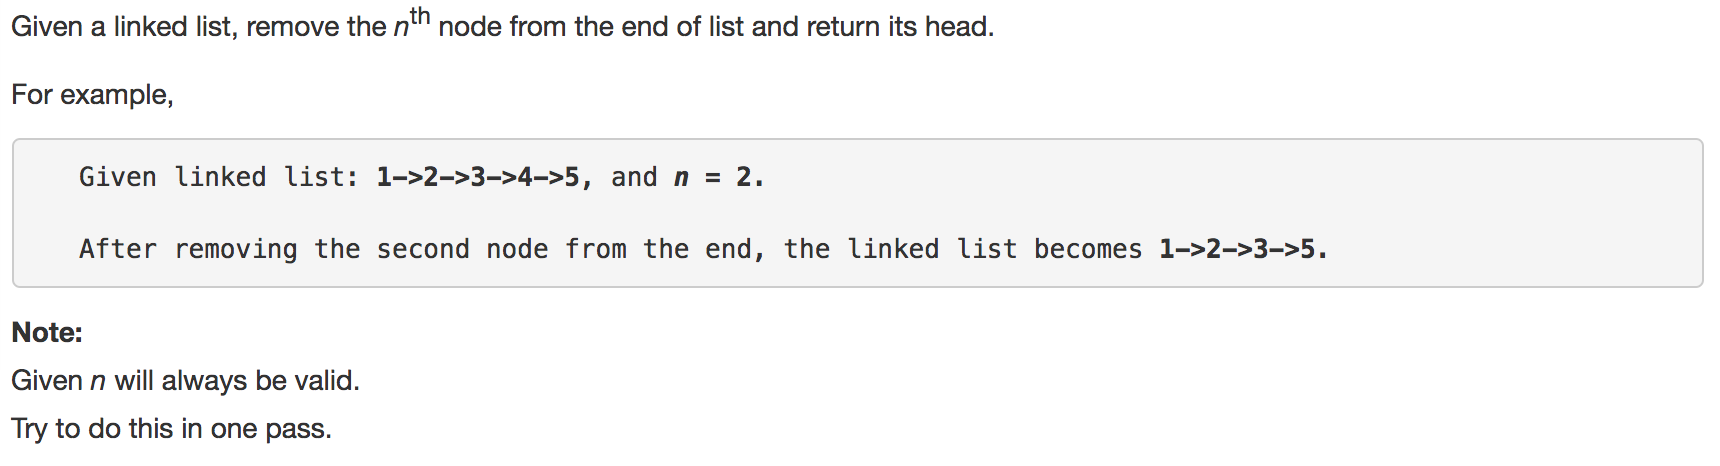 Given a linked list, remove the nth node from the end of list and return its head.
For example,
Given linked list: 1->2->3->4->5, and n = 2.
After removing the second node from the end, the linked list becomes 1->2->3->5.
Note:
Given n will always be valid.
Try to do this in one pass.